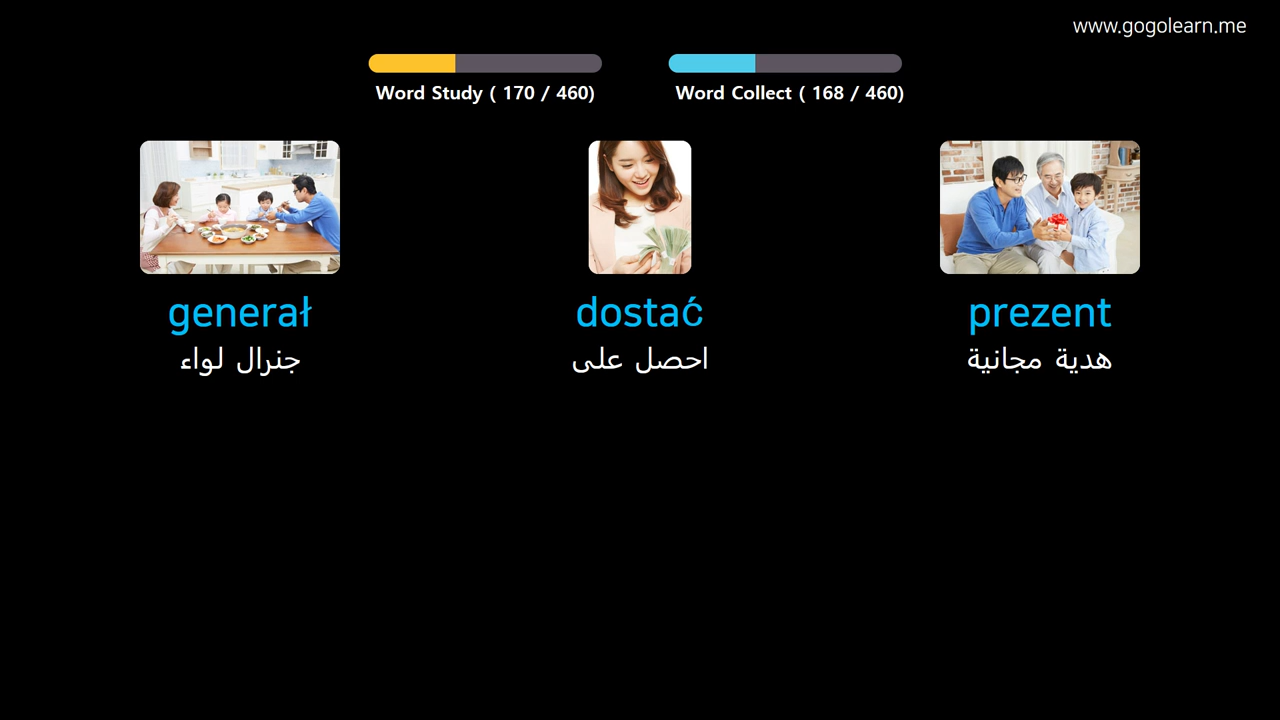 www.gogolearn.me
Word Study ( 170 / 460)
Word Collect ( 168 / 460)
generał
dostać
prezent
جنرال لواء
احصل على
هدية مجانية